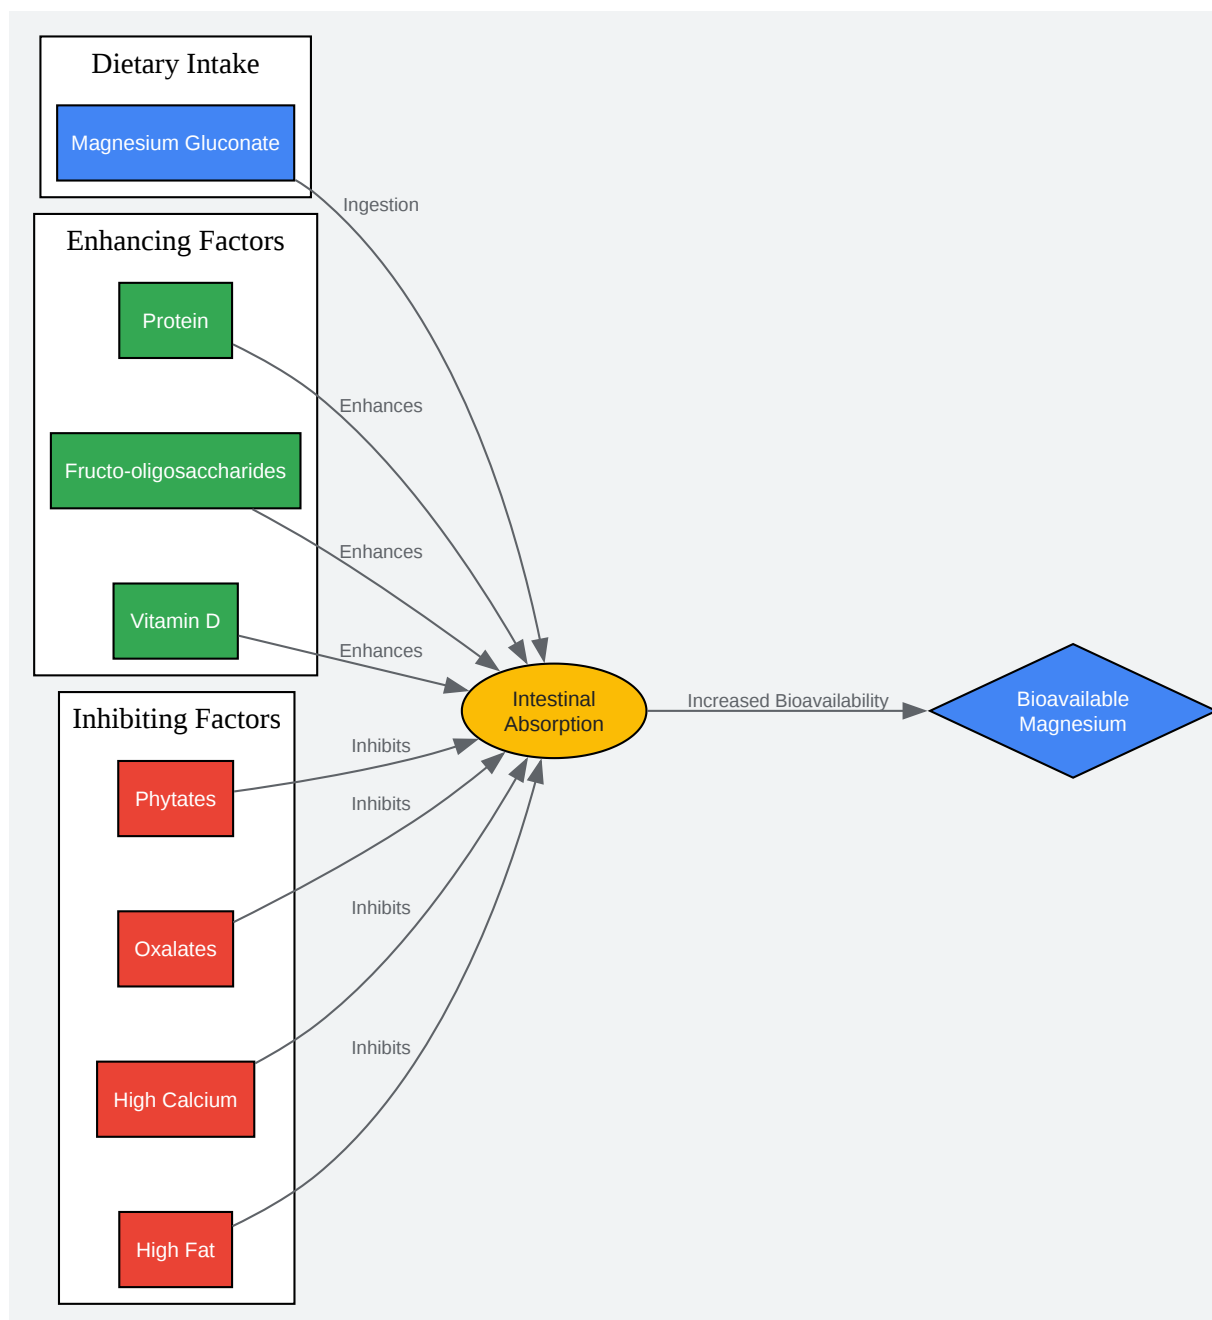 Dietary Intake
Magnesium Gluconate
Ingestion
Enhancing Factors
Protein
Enhances
Fructo-oligosaccharides
Enhances
Vitamin D
Enhances
Inhibiting Factors
Phytates
Inhibits
Oxalates
Inhibits
High Calcium
Inhibits
High Fat
Inhibits
Intestinal
Absorption
Increased Bioavailability
Bioavailable
Magnesium